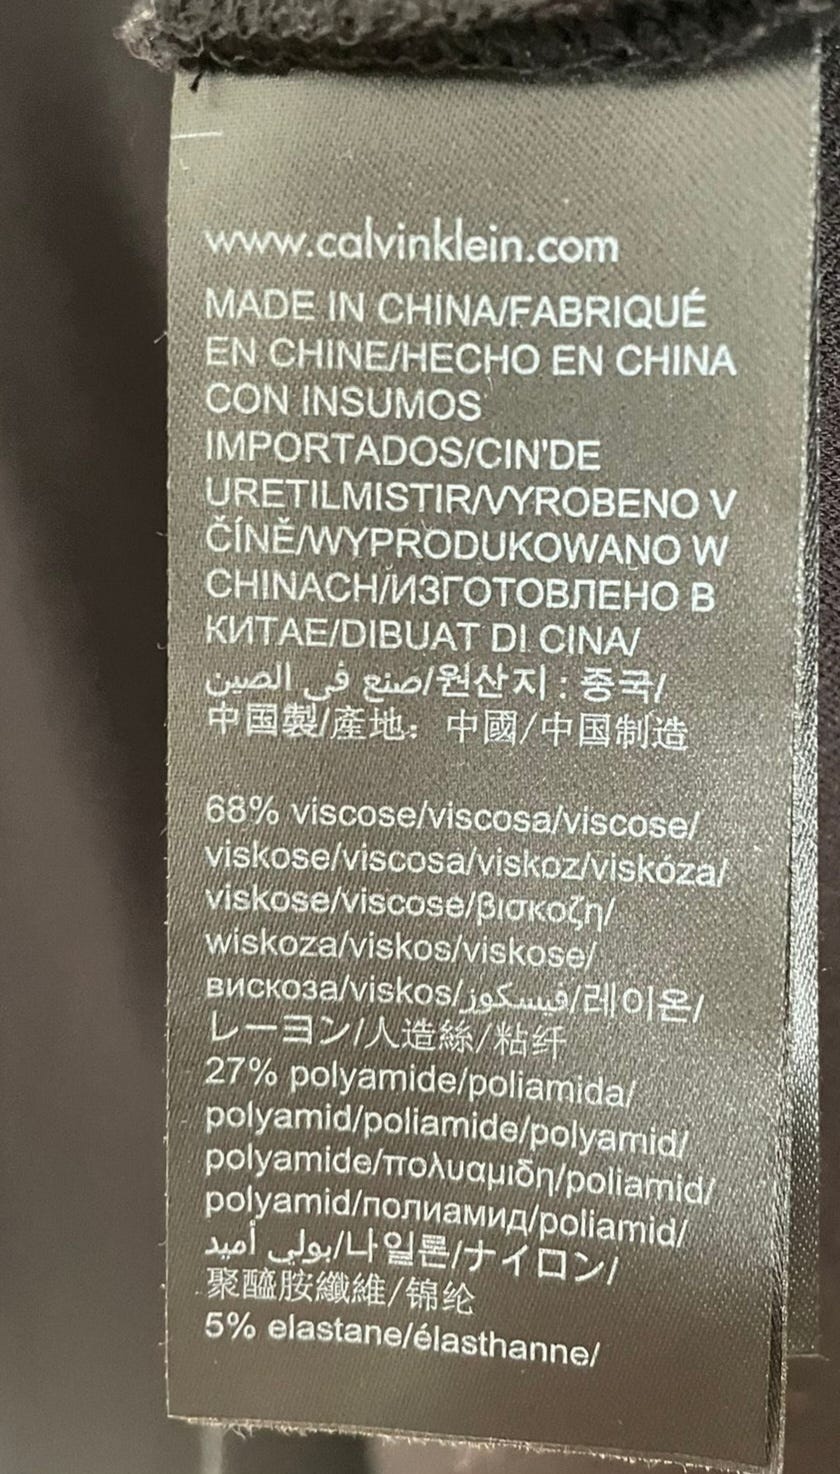 www.calvinklein.com
MADE IN CHINA/FABRIQUÉ
EN CHINE/HECHO EN CHINA
CON INSUMOS
IMPORTADOS/CIN'DE
URETILMISTIR/VYROBENO V
ČÍNĚ/WYPRODUKOWANO W
CHINACH/ИЗГОТОВЛЕНО В
КИТАЕ/DIBUAT DI CINA/
صنع في الصين/원산지 : 중국/
中国製/產地：中國/中国制造
68% viscose/viscosa/viscose/
viskose/viscosa/viskoz/viskóza/
viskose/viscose/βισκοζη/
wiskoza/viskos/viskose/
вискоза/viskos/فيسكوز/레이온/
レーヨン/人造絲/粘纤
27% polyamide/poliamida/
polyamid/poliamide/polyamid/
polyamide/πολυαμιδη/poliamid/
polyamid/полиамид/poliamid/
بولي أميد/나일론/ナイロン/
聚醯胺纖維/锦纶
5% elastane/élasthanne/